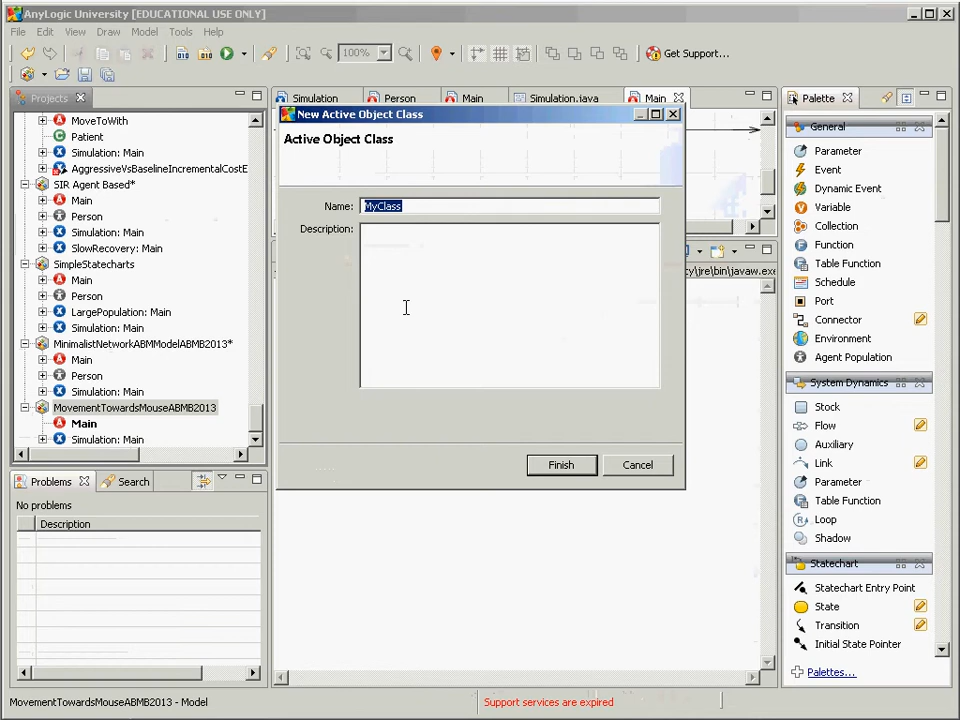 AnyLogic University [EDUCATIONAL USE ONLY]
File Edit View Draw Model Tools Help
100% Get Support...
Projects
MoveToWith
Patient
Simulation: Main
AggressiveVsBaselineIncrementalCostE
SIR Agent Based*
Main
Person
Simulation: Main
SlowRecovery: Main
SimpleStatecharts
Main
Person
LargePopulation: Main
Simulation: Main
MinimalistNetworkABMModelABMB2013*
Main
Person
Simulation: Main
MovementTowardsMouseABMB2013
Main
Simulation: Main
Problems Search
No problems
Description
Simulation Person Main Simulation.java Main
New Active Object Class
Active Object Class
Name: MyClass
Description:
Finish Cancel
ty\jre\bin\javaw.exe
Palette
General
Parameter
Event
Dynamic Event
Variable
Collection
Function
Table Function
Schedule
Port
Connector
Environment
Agent Population
System Dynamics
Stock
Flow
Auxiliary
Link
Parameter
Table Function
Loop
Shadow
Statechart
Statechart Entry Point
State
Transition
Initial State Pointer
Palettes...
MovementTowardsMouseABMB2013 - Model
Support services are expired